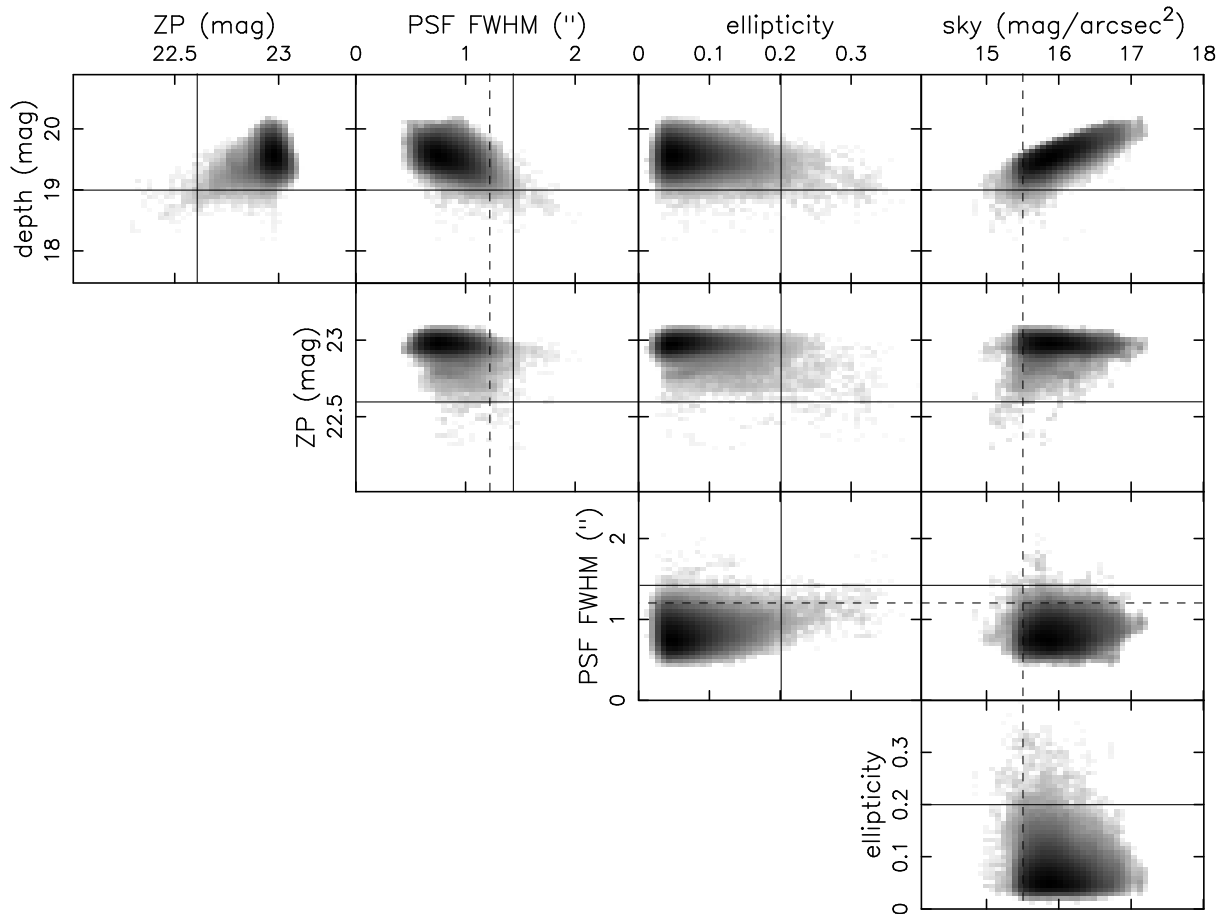 ZP (mag) PSF FWHM (") ellipticity sky (mag/arcsec²)
22.5 23 0 1 2 0 0.1 0.2 0.3 15 16 17 18
depth (mag)
20
19
18
ZP (mag)
23
22.5
PSF FWHM (")
2
1
0
ellipticity
0.3
0.2
0.1
0